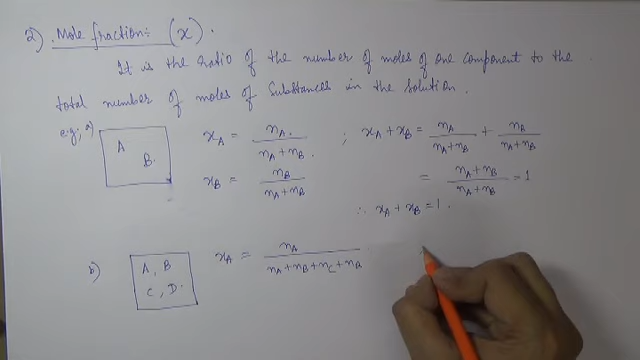 2) Mole fraction:- (x).
It is the ratio of the number of moles of one component to the
total number of moles of substances in the solution.
e.g; a) A B. xA = nA / (nA + nB) ; xA + xB = nA / (nA + nB) + nB / (nA + nB)
xB = nB / (nA + nB) = (nA + nB) / (nA + nB) = 1
∴ xA + xB = 1.
b) A, B C, D. xA = nA / (nA + nB + nC + nD)